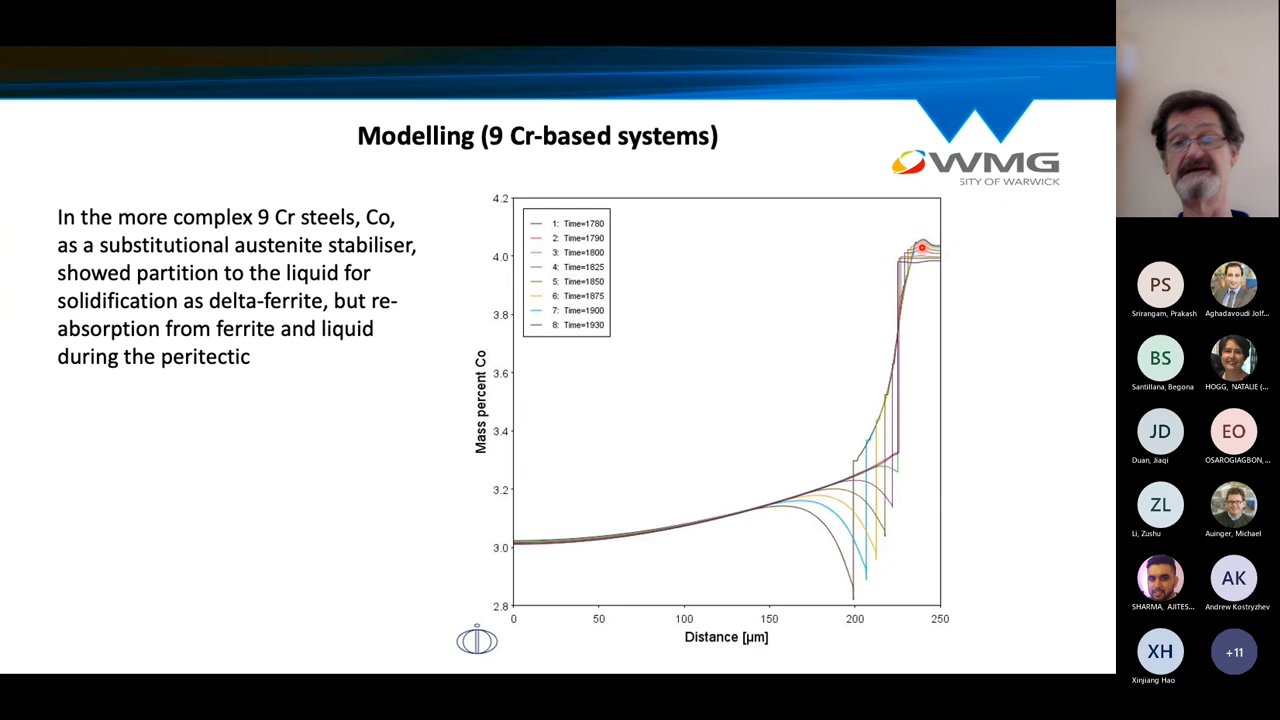 Modelling (9 Cr-based systems)
WMG
SITY OF WARWICK
In the more complex 9 Cr steels, Co,
as a substitutional austenite stabiliser,
showed partition to the liquid for
solidification as delta-ferrite, but re-
absorption from ferrite and liquid
during the peritectic
4.2
4.0
3.8
3.6
3.4
3.2
3.0
2.8
Mass percent Co
1: Time=1780
2: Time=1790
3: Time=1800
4: Time=1825
5: Time=1850
6: Time=1875
7: Time=1900
8: Time=1930
0 50 100 150 200 250
Distance [µm]
PS
Srirangam, Prakash
Aghadavoudi Jolf...
BS
Santillana, Begona
HOGG, NATALIE (...
JD
Duan, Jiaqi
EO
OSAROGIAGBON,...
ZL
Li, Zushu
Auinger, Michael
SHARMA, AJITES...
AK
Andrew Kostryzhev
XH
Xinjiang Hao
+11